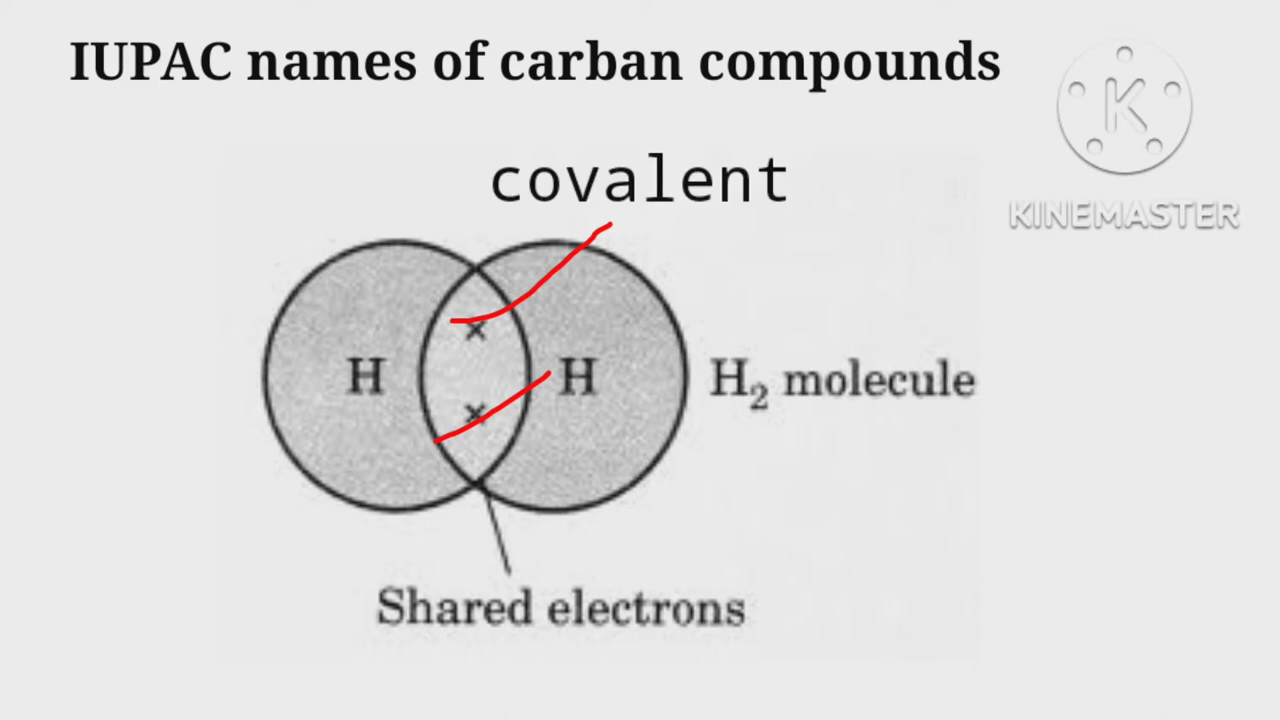 IUPAC names of carban compounds
K
KINEMASTER
covalent
×
H H H₂ molecule
×
Shared electrons